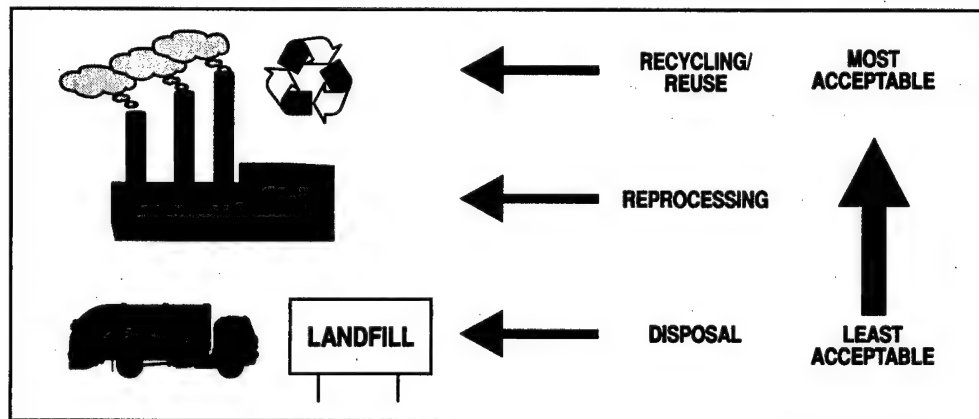 RECYCLING/
REUSE
MOST
ACCEPTABLE
REPROCESSING
LANDFILL
DISPOSAL
LEAST
ACCEPTABLE